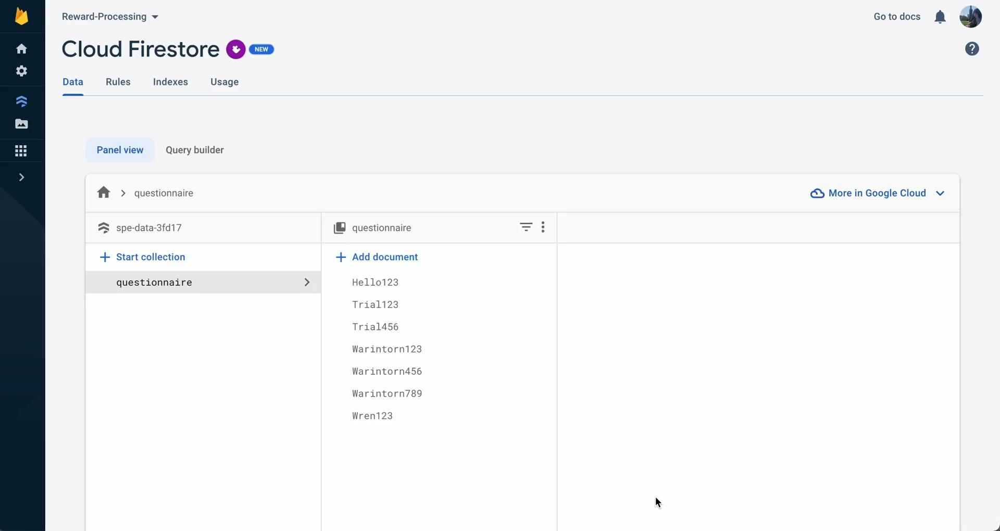 Reward-Processing
Go to docs
Cloud Firestore NEW
Data Rules Indexes Usage
Panel view Query builder
questionnaire
More in Google Cloud
spe-data-3fd17
questionnaire
Start collection
Add document
questionnaire
Hello123
Trial123
Trial456
Warintorn123
Warintorn456
Warintorn789
Wren123